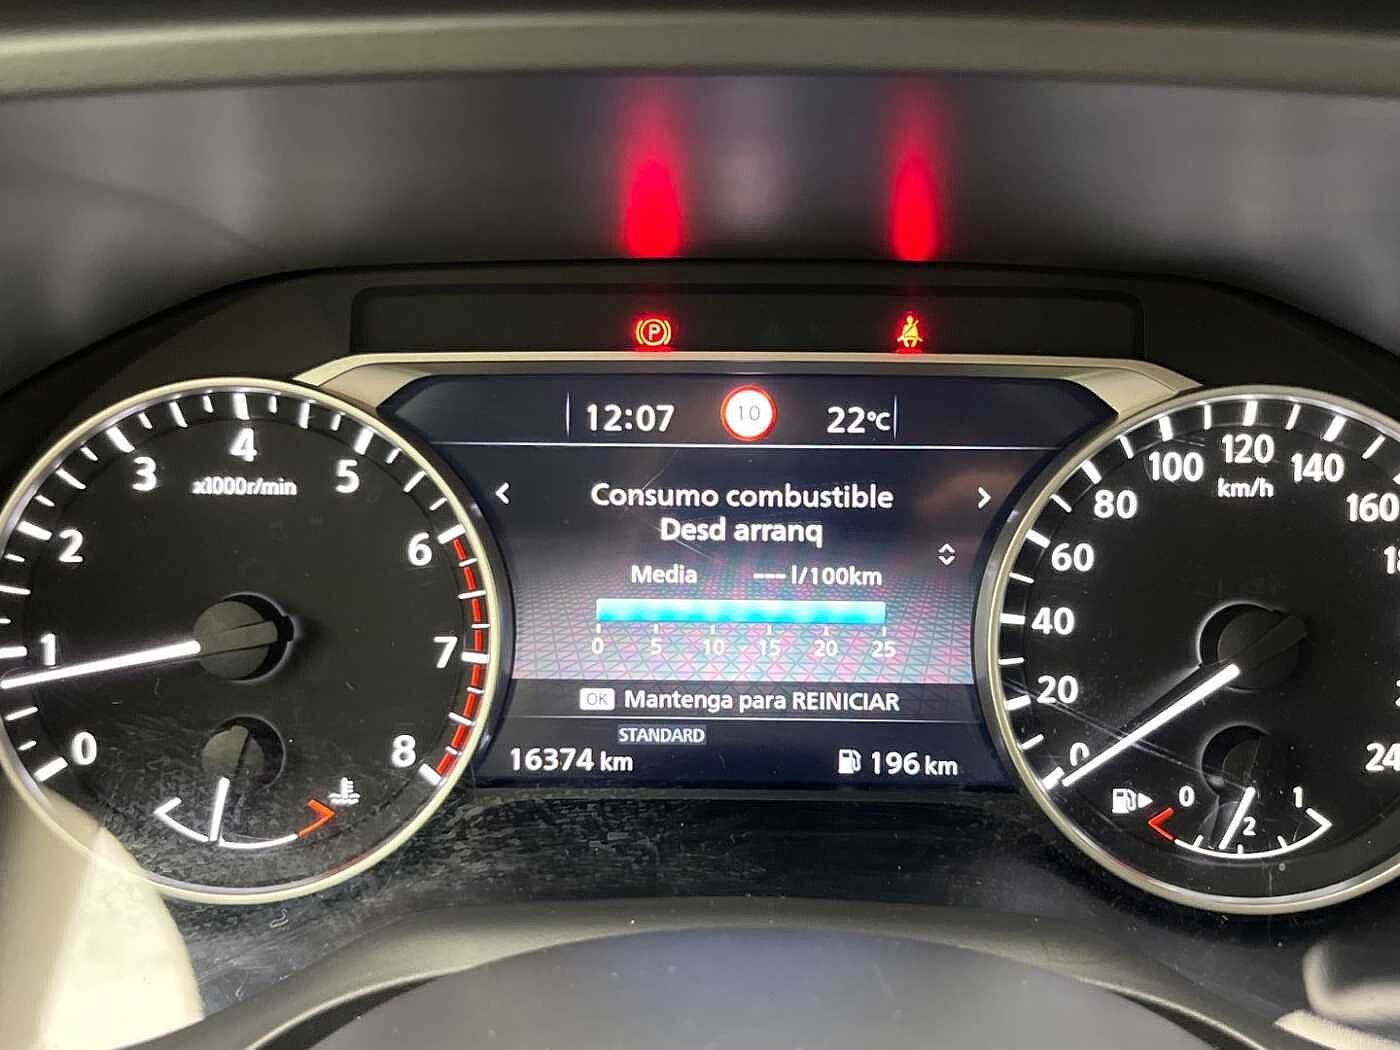 P
12:07
10
22°C
Consumo combustible
Desd arranq
Media --- l/100km
0 5 10 15 20 25
OK Mantenga para REINICIAR
STANDARD
16374 km
196 km
0 1 2 3 4 5 6 7 8
x1000r/min
0 20 40 60 80 100 120 140 160
km/h
0 1/2 1